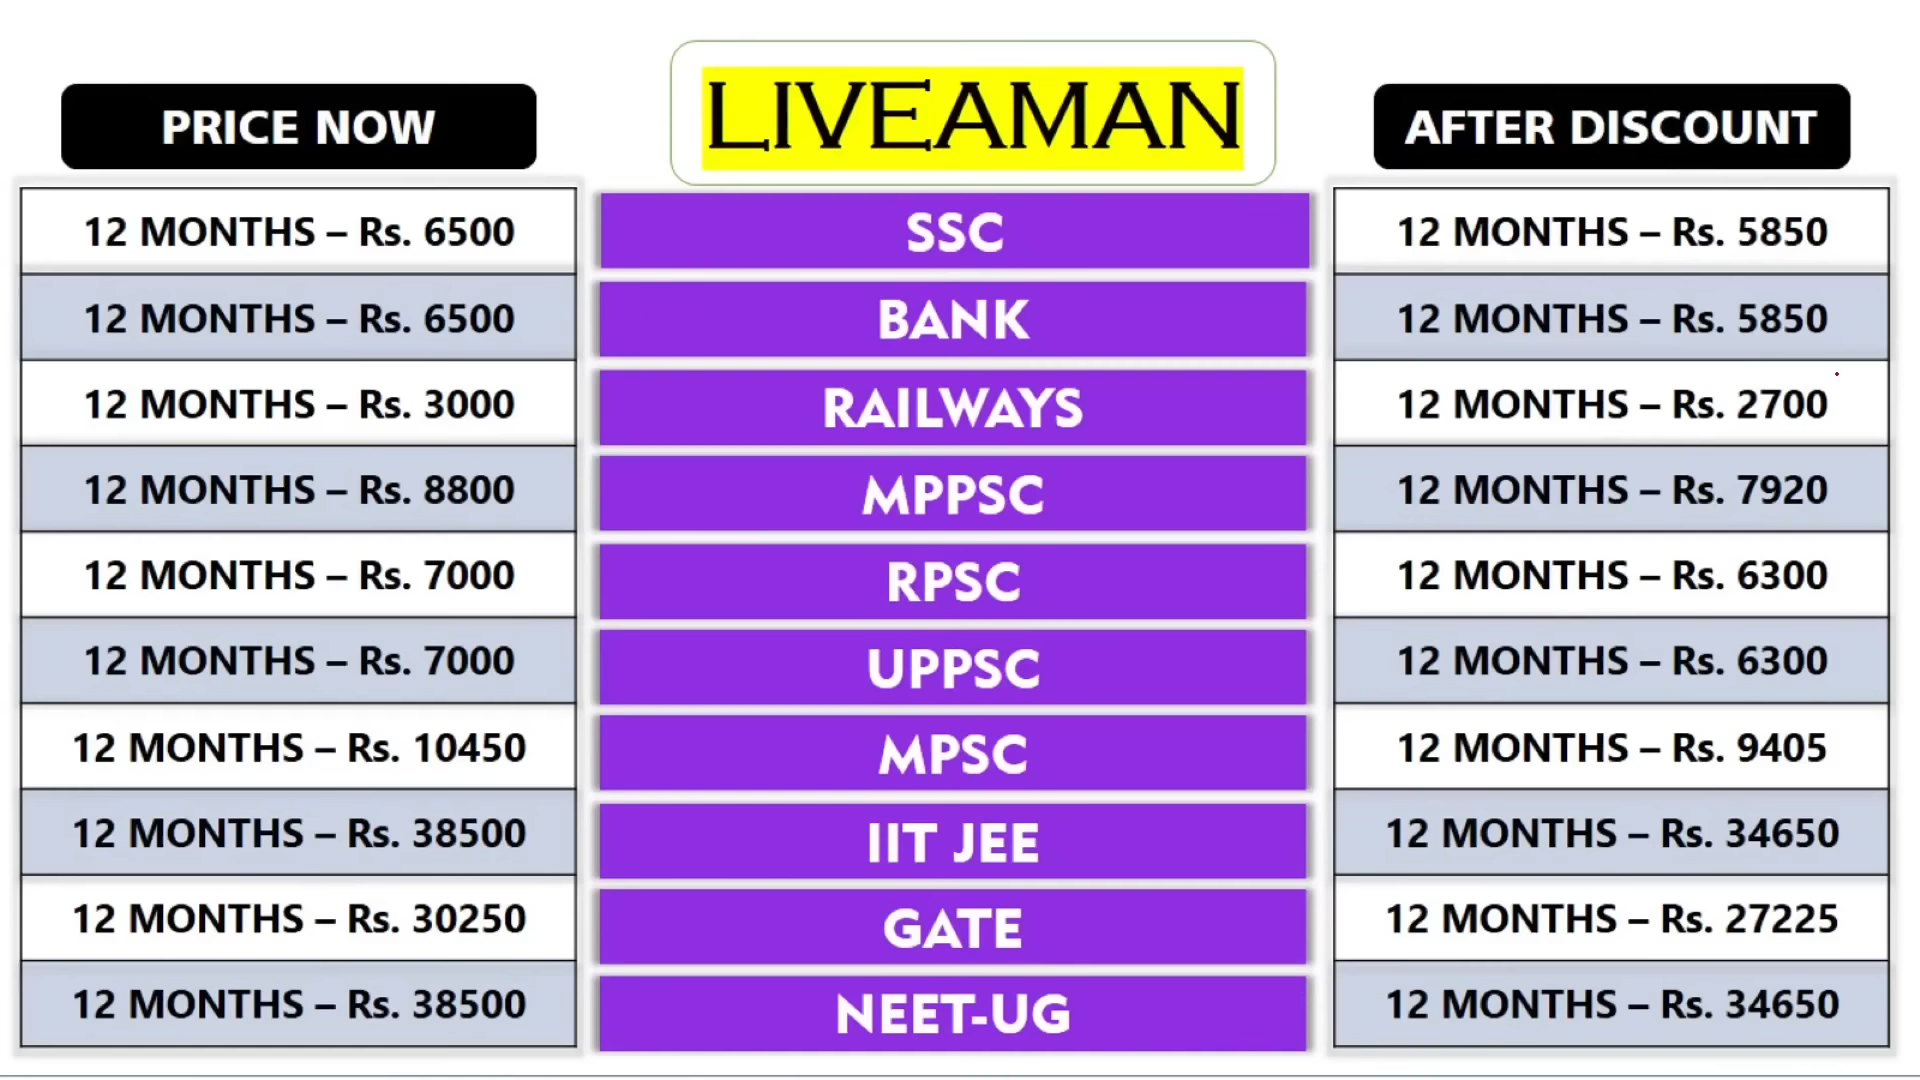 PRICE NOW
LIVEAMAN
AFTER DISCOUNT
12 MONTHS – Rs. 6500
SSC
12 MONTHS – Rs. 5850
12 MONTHS – Rs. 6500
BANK
12 MONTHS – Rs. 5850
12 MONTHS – Rs. 3000
RAILWAYS
12 MONTHS – Rs. 2700
12 MONTHS – Rs. 8800
MPPSC
12 MONTHS – Rs. 7920
12 MONTHS – Rs. 7000
RPSC
12 MONTHS – Rs. 6300
12 MONTHS – Rs. 7000
UPPSC
12 MONTHS – Rs. 6300
12 MONTHS – Rs. 10450
MPSC
12 MONTHS – Rs. 9405
12 MONTHS – Rs. 38500
IIT JEE
12 MONTHS – Rs. 34650
12 MONTHS – Rs. 30250
GATE
12 MONTHS – Rs. 27225
12 MONTHS – Rs. 38500
NEET-UG
12 MONTHS – Rs. 34650